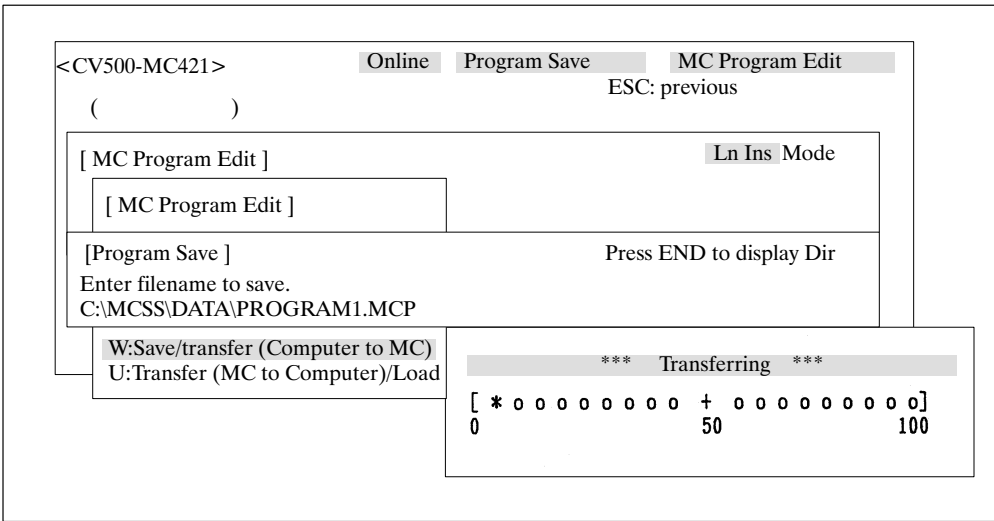 <CV500-MC421> Online Program Save MC Program Edit
ESC: previous
( )
[ MC Program Edit ] Ln Ins Mode
[ MC Program Edit ]
[Program Save ] Press END to display Dir
Enter filename to save.
C:\MCSS\DATA\PROGRAM1.MCP
W:Save/transfer (Computer to MC)
U:Transfer (MC to Computer)/Load
*** Transferring ***
[ * o o o o o o o o + o o o o o o o o o]
0 50 100